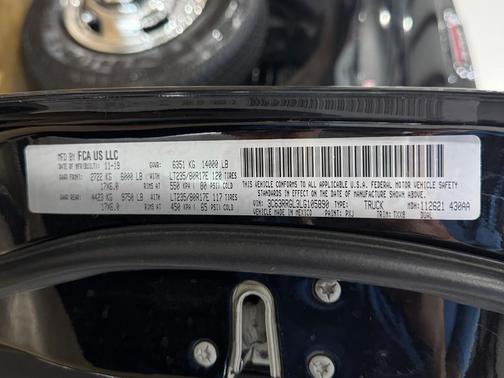 MFD BY FCA US LLC
DATE OF MFR(BUILT): 11-19 GVWR: 6351 KG 14000 LB
GAWR FRONT: 2722 KG 6000 LB WITH LT235/80R17E 120 TIRES
17X6.0 RIMS AT 550 KPA ( 80 PSI) COLD
GAWR REAR: 4423 KG 9750 LB WITH LT235/80R17E 117 TIRES
17X6.0 RIMS AT 450 KPA ( 65 PSI) COLD
THIS VEHICLE CONFORMS TO ALL APPLICABLE U.S.A. FEDERAL MOTOR VEHICLE SAFETY
STANDARDS IN EFFECT ON THE DATE OF MANUFACTURE SHOWN ABOVE.
VIN: 3C63RRGL3LG105890 TYPE: TRUCK MDH: 112621 430AA
VEHICLE MADE IN MEXICO PAINT: PXJ TRIM: TXX9 DUAL